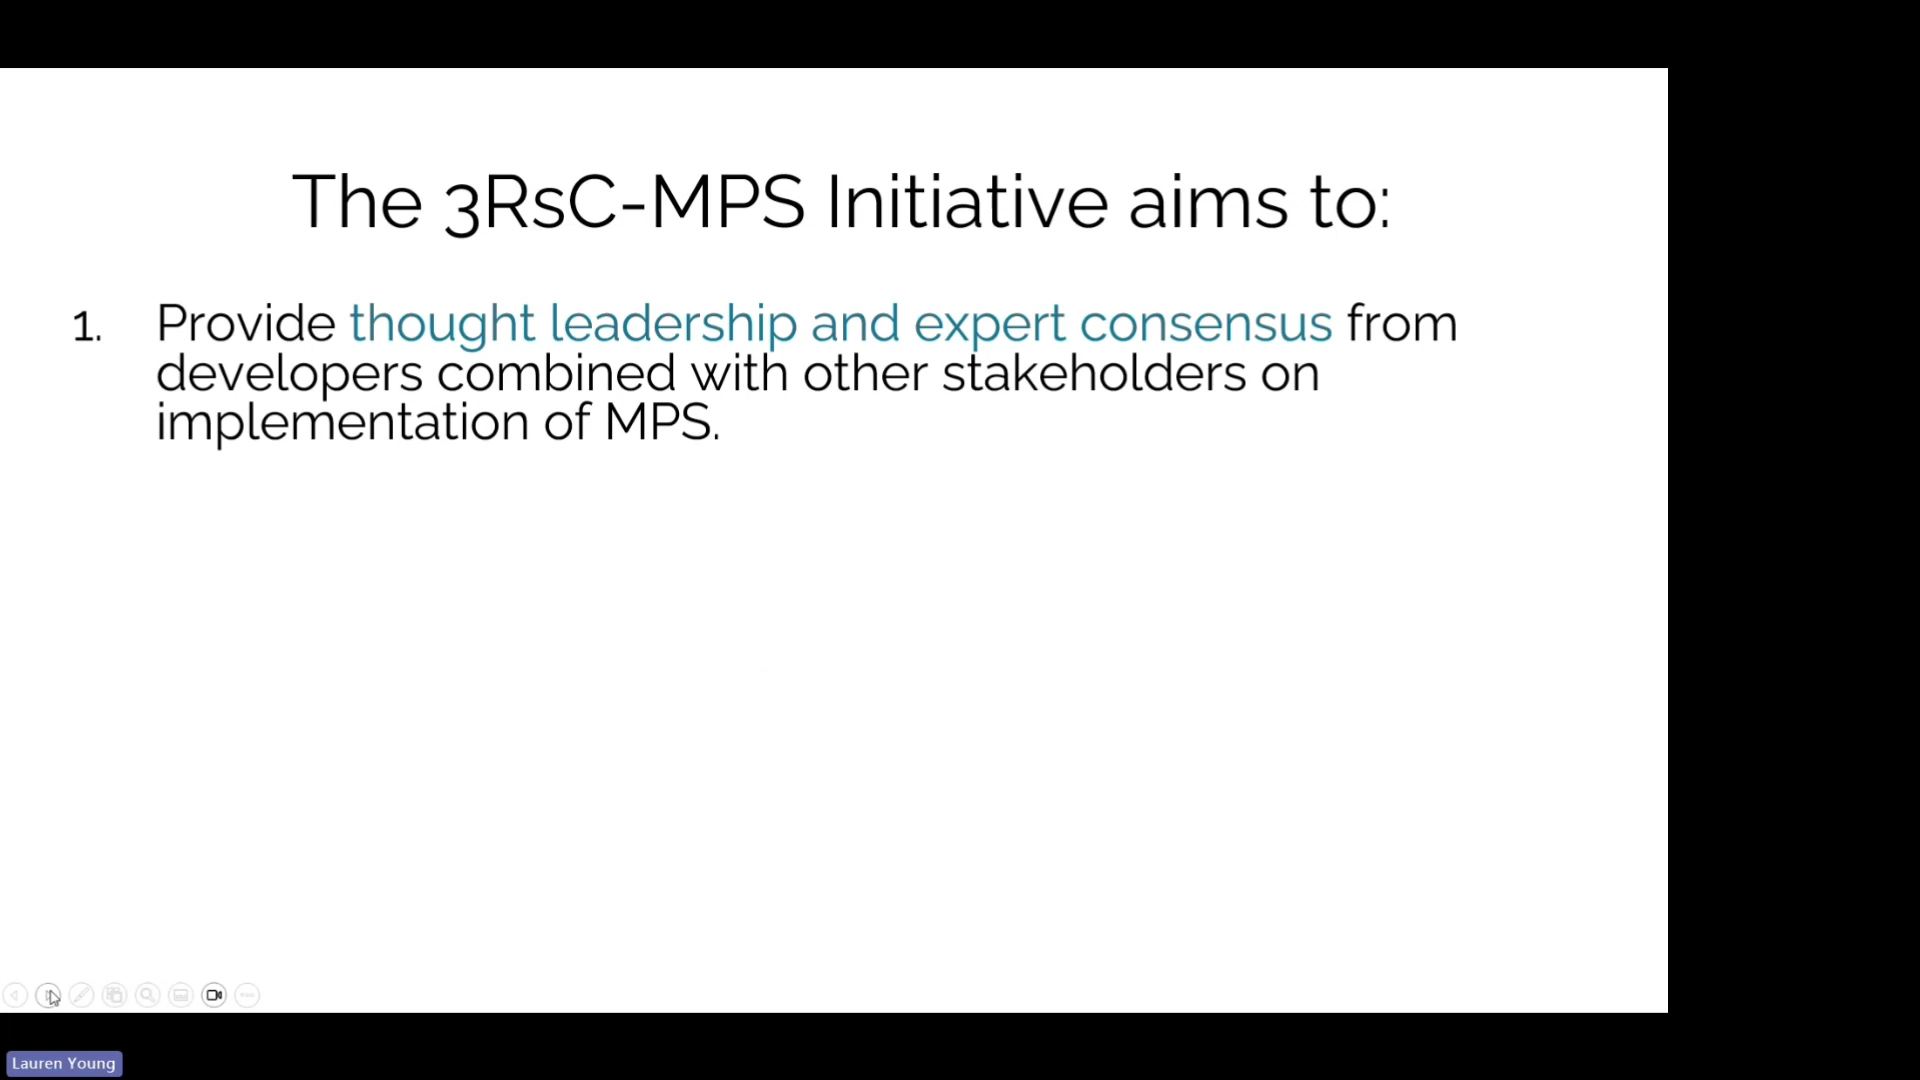 The 3RsC-MPS Initiative aims to:
1. Provide thought leadership and expert consensus from
developers combined with other stakeholders on
implementation of MPS.
Lauren Young